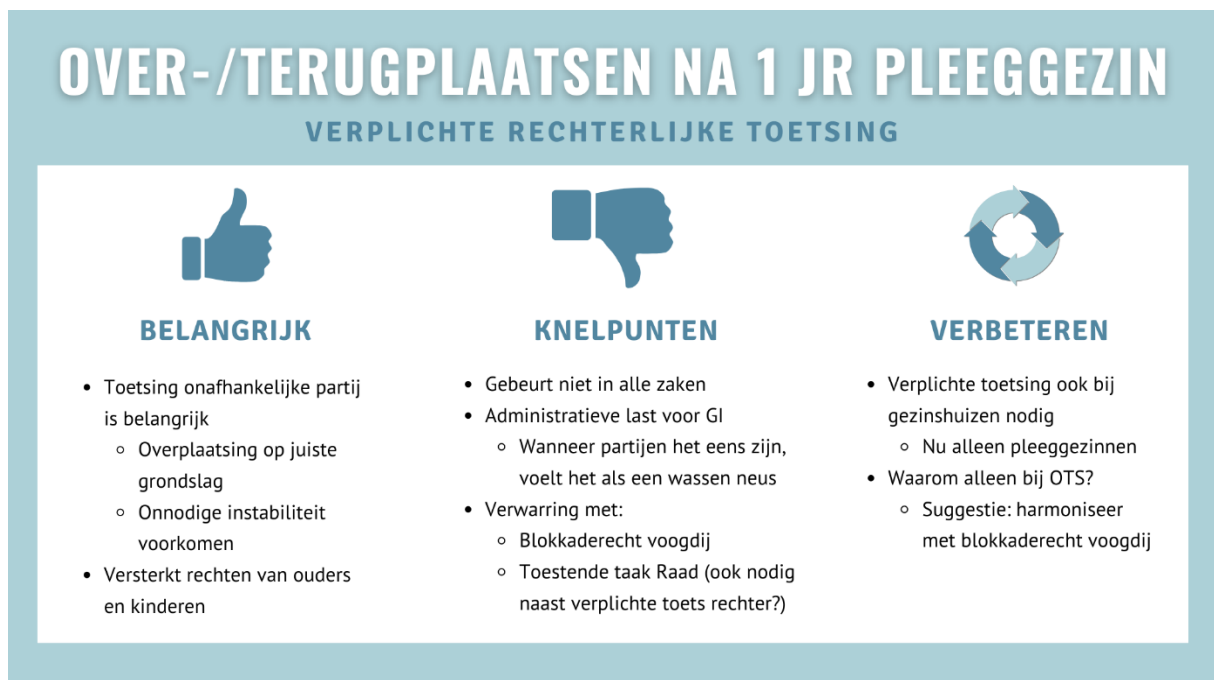 OVER-/TERUGPLAATSEN NA 1 JR PLEEGGEZIN
VERPLICHTE RECHTERLIJKE TOETSING
BELANGRIJK
• Toetsing onafhankelijke partij
is belangrijk
◦ Overplaatsing op juiste
grondslag
◦ Onnodige instabiliteit
voorkomen
• Versterkt rechten van ouders
en kinderen
KNELPUNTEN
• Gebeurt niet in alle zaken
• Administratieve last voor GI
◦ Wanneer partijen het eens zijn,
voelt het als een wassen neus
• Verwarring met:
◦ Blokkaderecht voogdij
◦ Toestende taak Raad (ook nodig
naast verplichte toets rechter?)
VERBETEREN
• Verplichte toetsing ook bij
gezinshuizen nodig
◦ Nu alleen pleeggezinnen
• Waarom alleen bij OTS?
◦ Suggestie: harmoniseer
met blokkaderecht voogdij